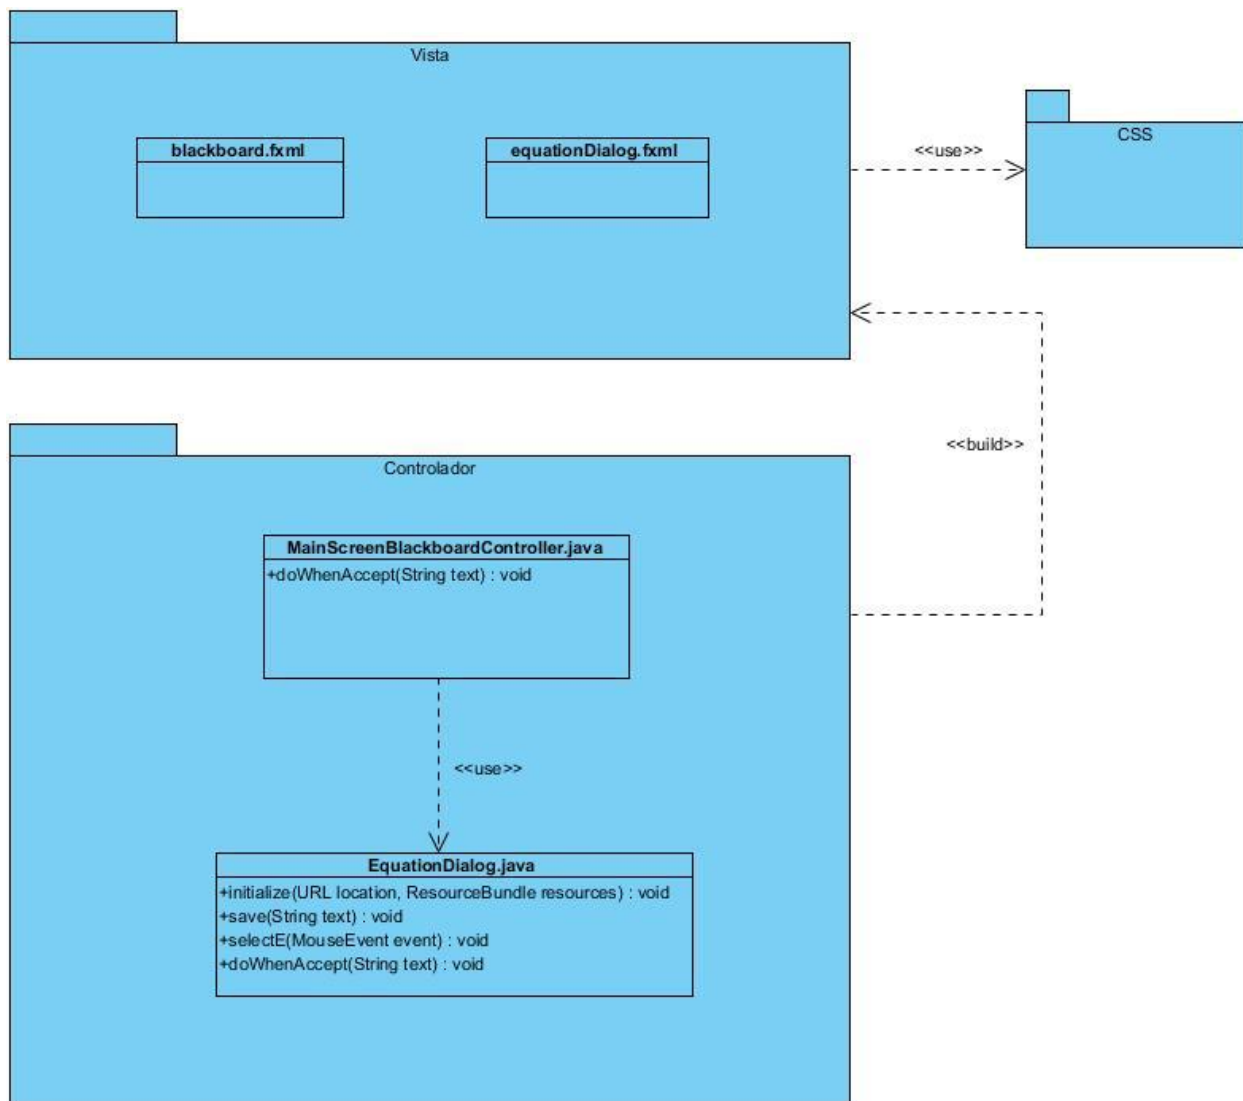 Vista
blackboard.fxml
equationDialog.fxml
<<use>>
CSS
<<build>>
Controlador
MainScreenBlackboardController.java
+doWhenAccept(String text) : void
<<use>>
EquationDialog.java
+initialize(URL location, ResourceBundle resources) : void
+save(String text) : void
+selectE(MouseEvent event) : void
+doWhenAccept(String text) : void